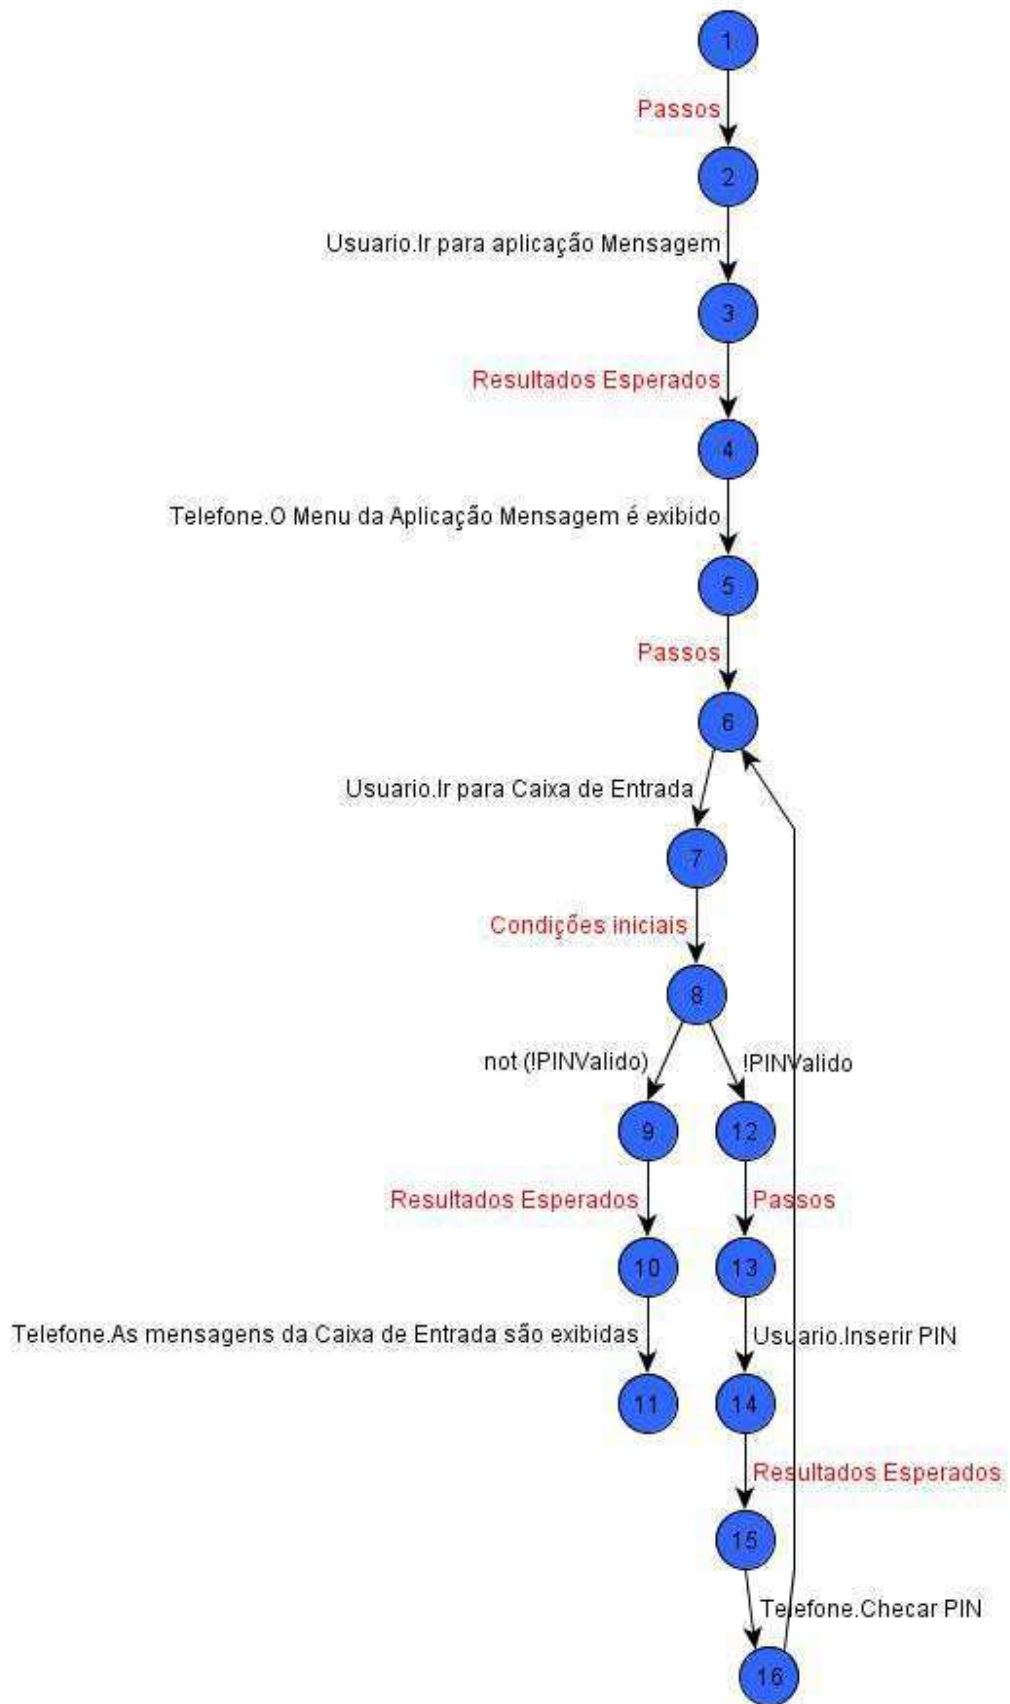 1
Passos
2
Usuario.Ir para aplicação Mensagem
3
Resultados Esperados
4
Telefone.O Menu da Aplicação Mensagem é exibido
5
Passos
6
Usuario.Ir para Caixa de Entrada
7
Condições iniciais
8
not (!PINValido)
!PINValido
9
12
Resultados Esperados
Passos
10
13
Telefone.As mensagens da Caixa de Entrada são exibidas
Usuario.Inserir PIN
11
14
Resultados Esperados
15
Telefone.Checar PIN
16